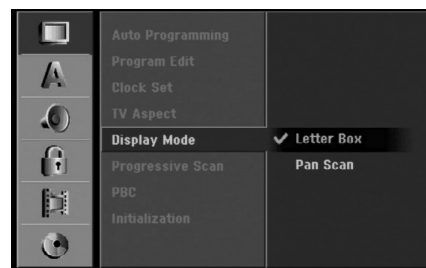 Auto Programming
Program Edit
Clock Set
TV Aspect
Display Mode
✓ Letter Box
Progressive Scan
Pan Scan
PBC
Initialization
A